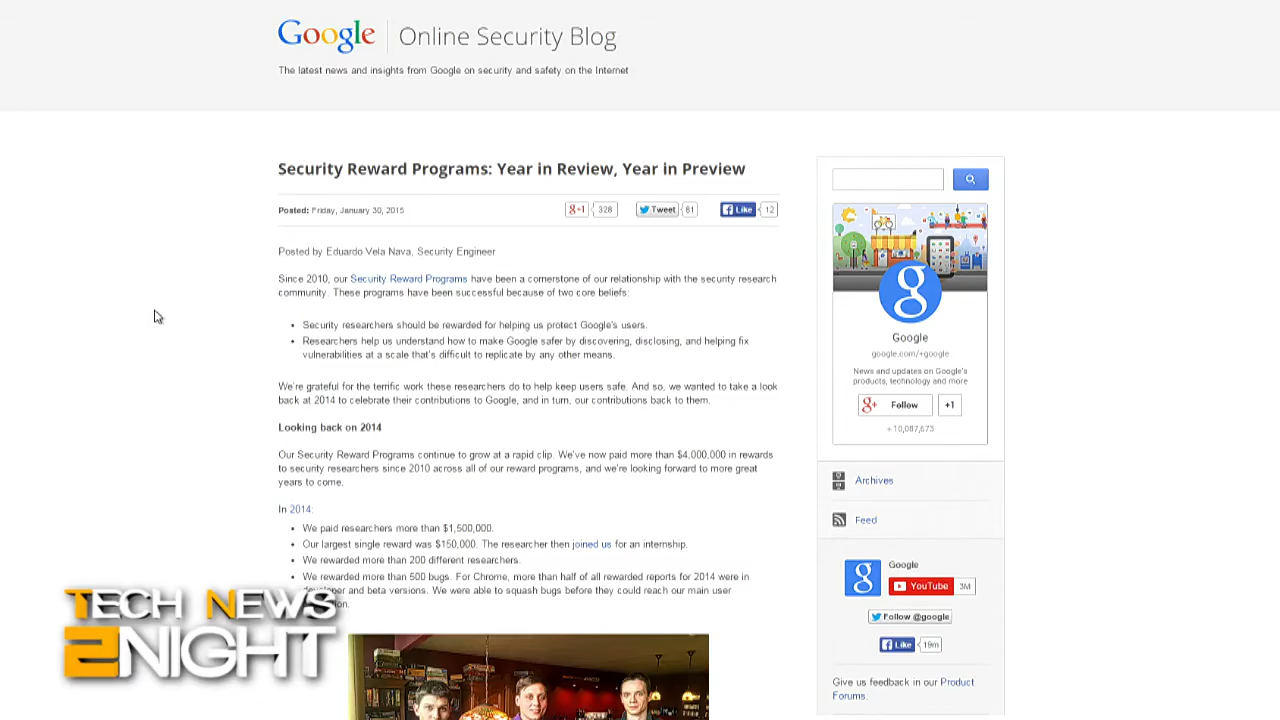 Google Online Security Blog
The latest news and insights from Google on security and safety on the Internet
Security Reward Programs: Year in Review, Year in Preview
Posted: Friday, January 30, 2015
g+1 328 Tweet 61 Like 12
Posted by Eduardo Vela Nava, Security Engineer
Since 2010, our Security Reward Programs have been a cornerstone of our relationship with the security research
community. These programs have been successful because of two core beliefs:
• Security researchers should be rewarded for helping us protect Google's users.
• Researchers help us understand how to make Google safer by discovering, disclosing, and helping fix
vulnerabilities at a scale that's difficult to replicate by any other means.
We're grateful for the terrific work these researchers do to help keep users safe. And so, we wanted to take a look
back at 2014 to celebrate their contributions to Google, and in turn, our contributions back to them.
Looking back on 2014
Our Security Reward Programs continue to grow at a rapid clip. We've now paid more than $4,000,000 in rewards
to security researchers since 2010 across all of our reward programs, and we're looking forward to more great
years to come.
In 2014:
• We paid researchers more than $1,500,000.
• Our largest single reward was $150,000. The researcher then joined us for an internship.
• We rewarded more than 200 different researchers.
• We rewarded more than 500 bugs. For Chrome, more than half of all rewarded reports for 2014 were in
and beta versions. We were able to squash bugs before they could reach our main user
g
Google
google.com/+google
News and updates on Google's
products, technology and more
g+ Follow +1
+ 10,087,673
Archives
Feed
g
Google
YouTube 3M
Follow @google
Like 19m
Give us feedback in our Product
Forums.
TECH NEWS
2NIGHT